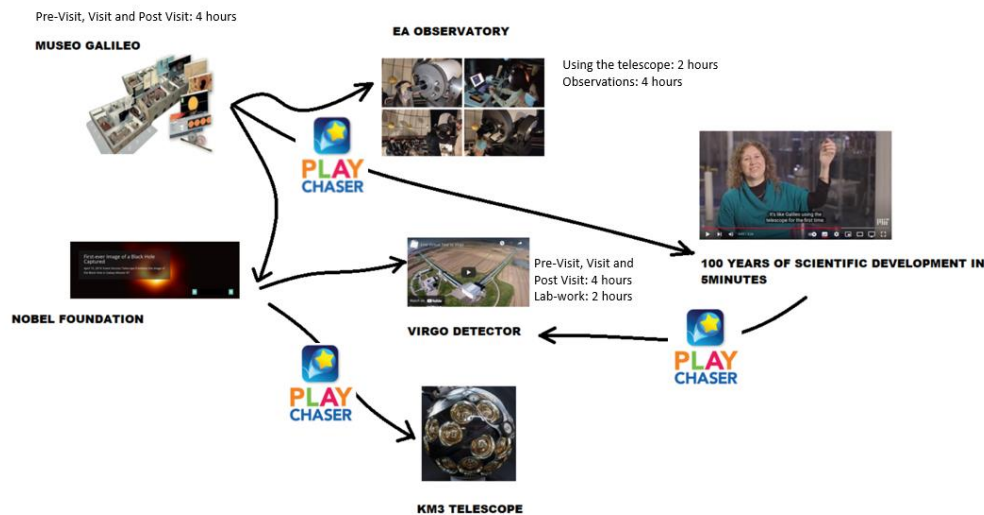 Pre-Visit, Visit and Post Visit: 4 hours
MUSEO GALILEO
EA OBSERVATORY
Using the telescope: 2 hours
Observations: 4 hours
PLAY
CHASER
It's like Galileo using the
telescope for the first time
MIT
First-ever Image of a Black Hole
Captured
NOBEL FOUNDATION
Pre-Visit, Visit and
Post Visit: 4 hours
Lab-work: 2 hours
VIRGO DETECTOR
100 YEARS OF SCIENTIFIC DEVELOPMENT IN
5MINUTES
PLAY
CHASER
PLAY
CHASER
KM3 TELESCOPE